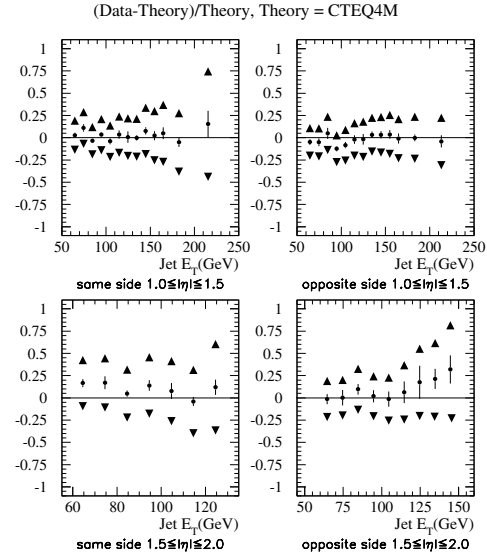 (Data-Theory)/Theory, Theory = CTEQ4M
1
0.75
0.5
0.25
0
-0.25
-0.5
-0.75
-1
50 100 150 200 250
Jet E_T(GeV)
same side 1.0≤|η|≤1.5
1
0.75
0.5
0.25
0
-0.25
-0.5
-0.75
-1
50 100 150 200 250
Jet E_T(GeV)
opposite side 1.0≤|η|≤1.5
1
0.75
0.5
0.25
0
-0.25
-0.5
-0.75
-1
60 80 100 120
Jet E_T(GeV)
same side 1.5≤|η|≤2.0
1
0.75
0.5
0.25
0
-0.25
-0.5
-0.75
-1
50 75 100 125 150
Jet E_T(GeV)
opposite side 1.5≤|η|≤2.0